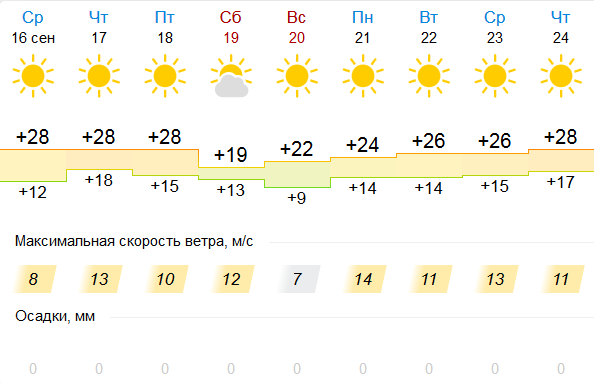 Ср Чт Пт Сб Вс Пн Вт Ср Чт
16 сен 17 18 19 20 21 22 23 24
+28 +28 +28 +19 +22 +24 +26 +26 +28
+12 +18 +15 +13 +9 +14 +14 +15 +17
Максимальная скорость ветра, м/с
8 13 10 12 7 14 11 13 11
Осадки, мм
0 0 0 0 0 0 0 0 0